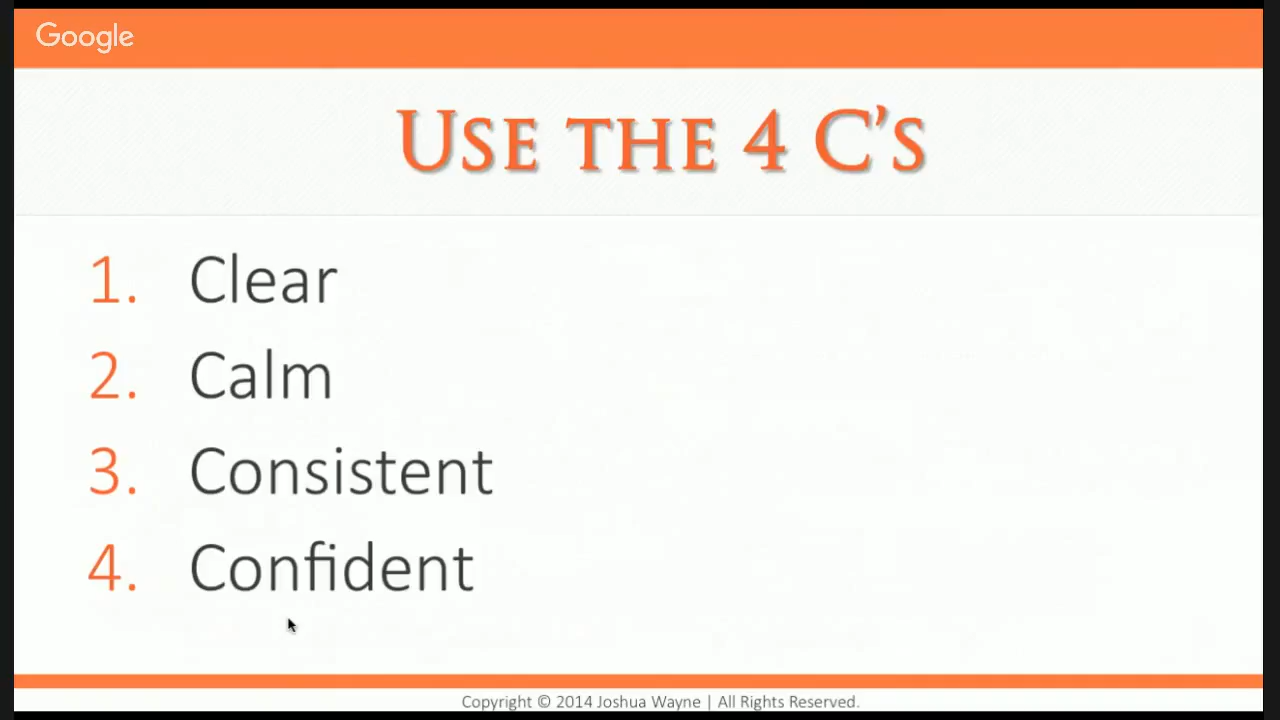 Google
Use the 4 C's
1. Clear
2. Calm
3. Consistent
4. Confident
Copyright © 2014 Joshua Wayne | All Rights Reserved.